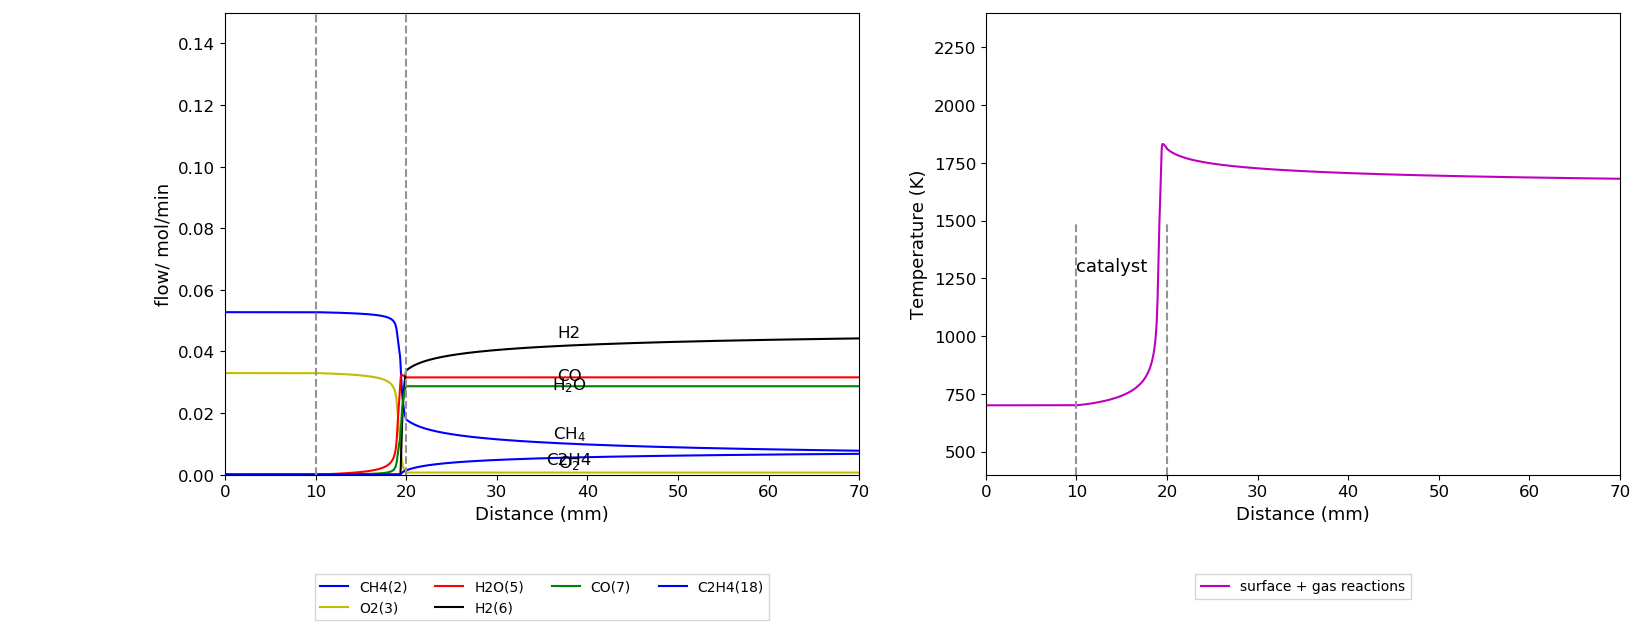 0.14
0.12
0.10
0.08
0.06
0.04
0.02
0.00
flow/ mol/min
0 10 20 30 40 50 60 70
Distance (mm)
H2
CO
H₂O
CH₄
C2H4
O₂
CH4(2) H2O(5) CO(7) C2H4(18)
O2(3) H2(6)
2250
2000
1750
1500
1250
1000
750
500
Temperature (K)
catalyst
0 10 20 30 40 50 60 70
Distance (mm)
surface + gas reactions